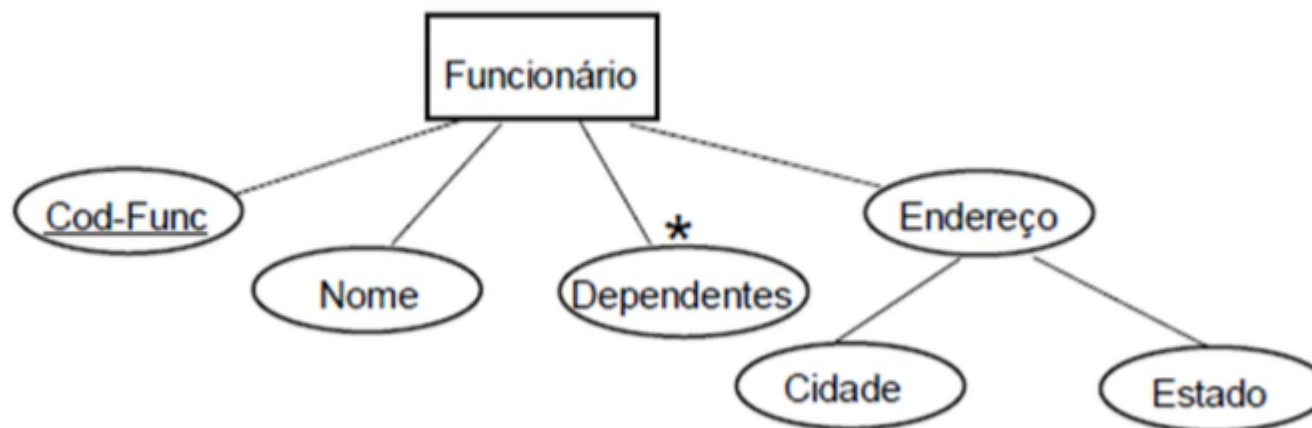 Funcionário
Cod-Func
Endereço
*
Nome
Dependentes
Cidade
Estado